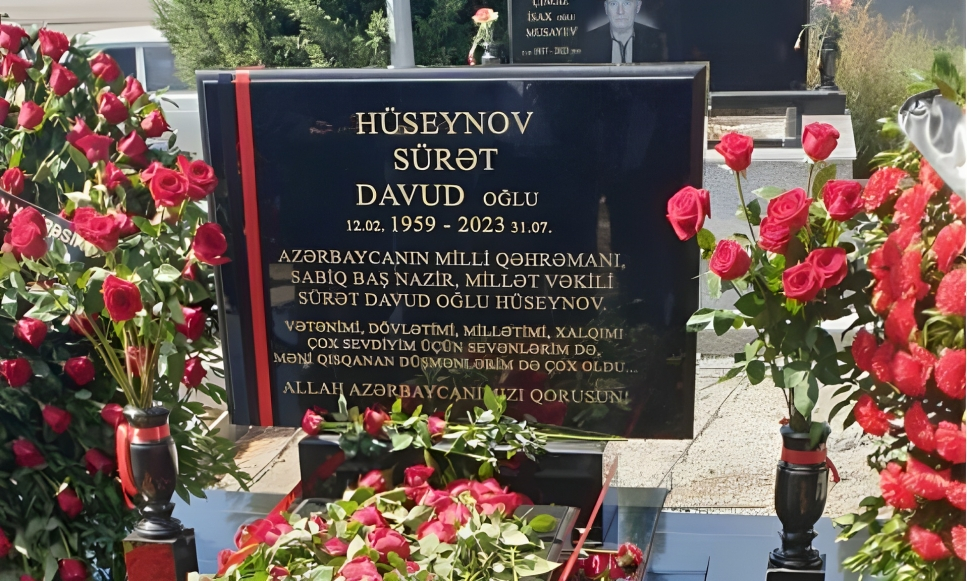 İSAX OĞLU
MUSAYEV
HÜSEYNOV
SÜRƏT
DAVUD OĞLU
12.02. 1959 - 2023 31.07.
AZƏRBAYCANIN MİLLİ QƏHRƏMANI,
SABİQ BAŞ NAZİR, MİLLƏT VƏKİLİ
SÜRƏT DAVUD OĞLU HÜSEYNOV.
VƏTƏNİMİ, DÖVLƏTİMİ, MİLLƏTİMİ, XALQIMI
ÇOX SEVDİYİM ÜÇÜN SEVƏNLƏRİM DƏ,
MƏNİ QISQANAN DÜŞMƏNLƏRİM DƏ ÇOX OLDU...
ALLAH AZƏRBAYCANIMIZI QORUSUN!